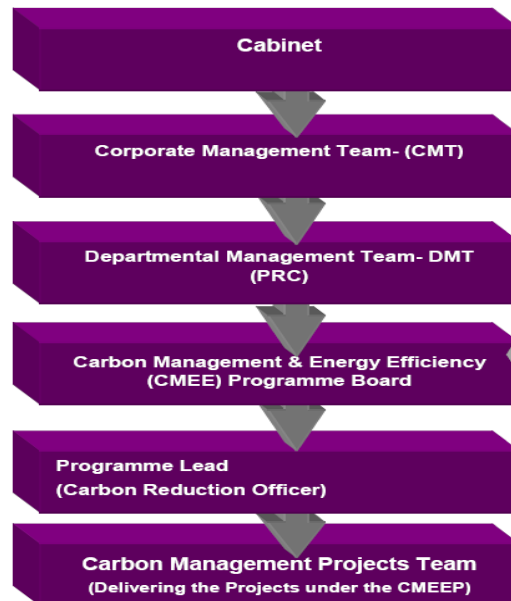 Cabinet
Corporate Management Team- (CMT)
Departmental Management Team- DMT
(PRC)
Carbon Management & Energy Efficiency
(CMEE) Programme Board
Programme Lead
(Carbon Reduction Officer)
Carbon Management Projects Team
(Delivering the Projects under the CMEEP)